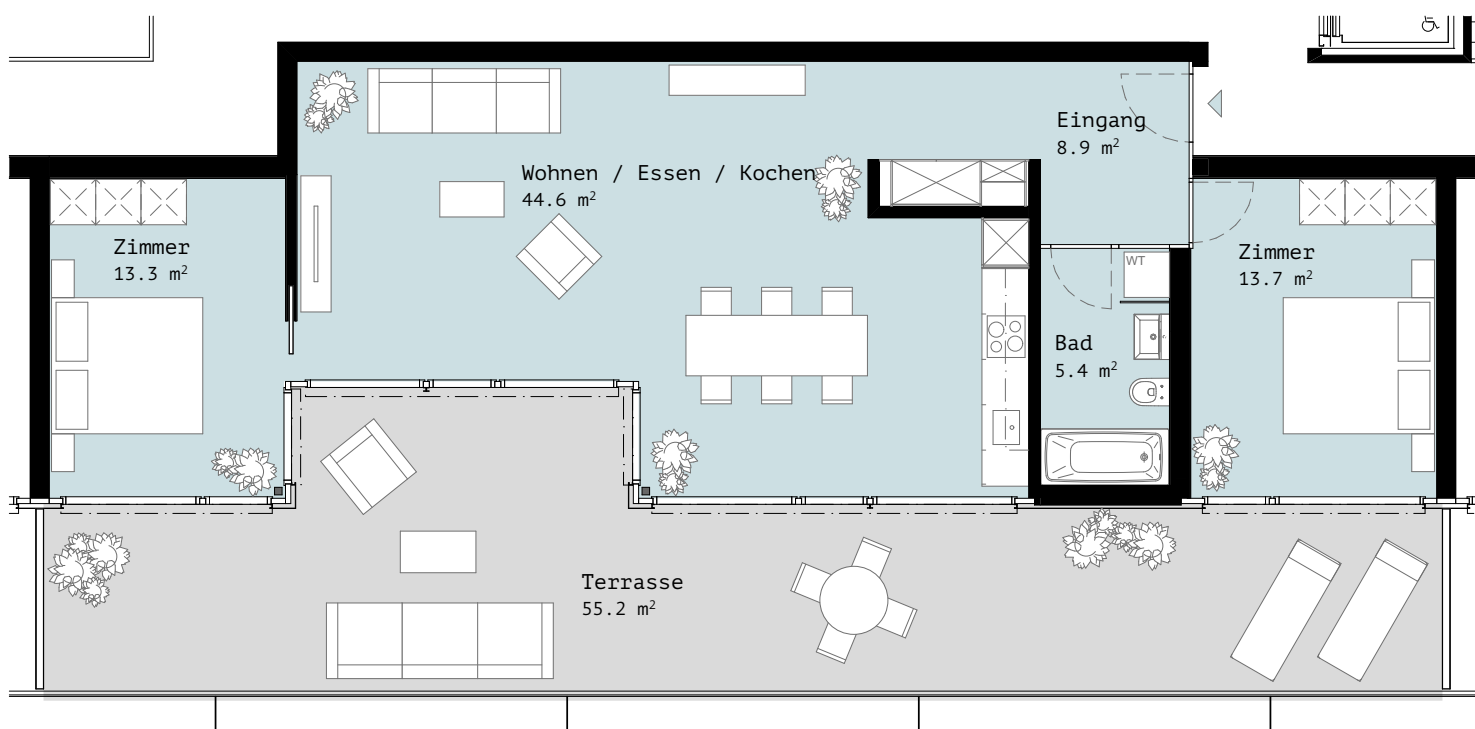 Eingang
8.9 m²
Wohnen / Essen / Kochen
44.6 m²
Zimmer
13.3 m²
Zimmer
13.7 m²
WT
Bad
5.4 m²
Terrasse
55.2 m²